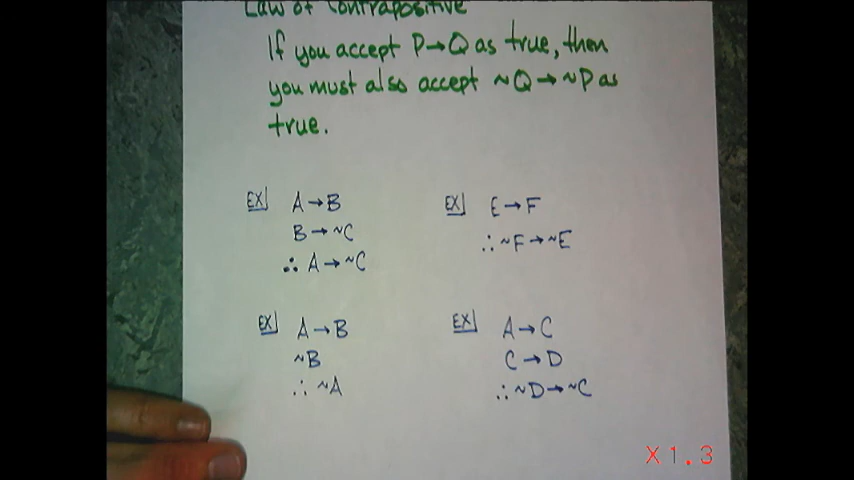 Law of Contrapositive
If you accept P→Q as true, then
you must also accept ~Q→~P as
true.
EX A→B
B→~C
∴ A→~C
EX E→F
∴ ~F→~E
EX A→B
~B
∴ ~A
EX A→C
C→D
∴ ~D→~C
X1.3